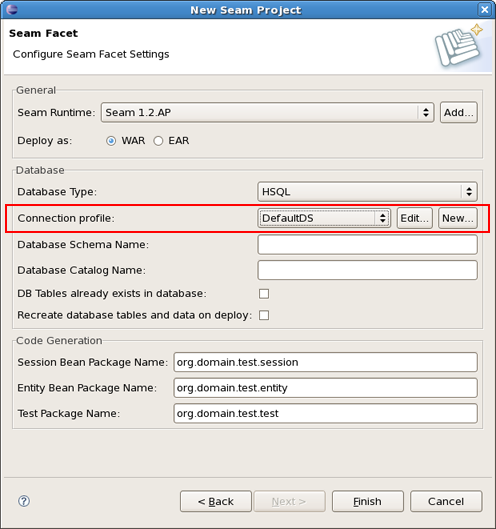 New Seam Project
Seam Facet
Configure Seam Facet Settings
General
Seam Runtime: Seam 1.2.AP Add...
Deploy as: WAR EAR
Database
Database Type: HSQL
Connection profile: DefaultDS Edit... New...
Database Schema Name:
Database Catalog Name:
DB Tables already exists in database:
Recreate database tables and data on deploy:
Code Generation
Session Bean Package Name: org.domain.test.session
Entity Bean Package Name: org.domain.test.entity
Test Package Name: org.domain.test.test
? < Back Next > Finish Cancel